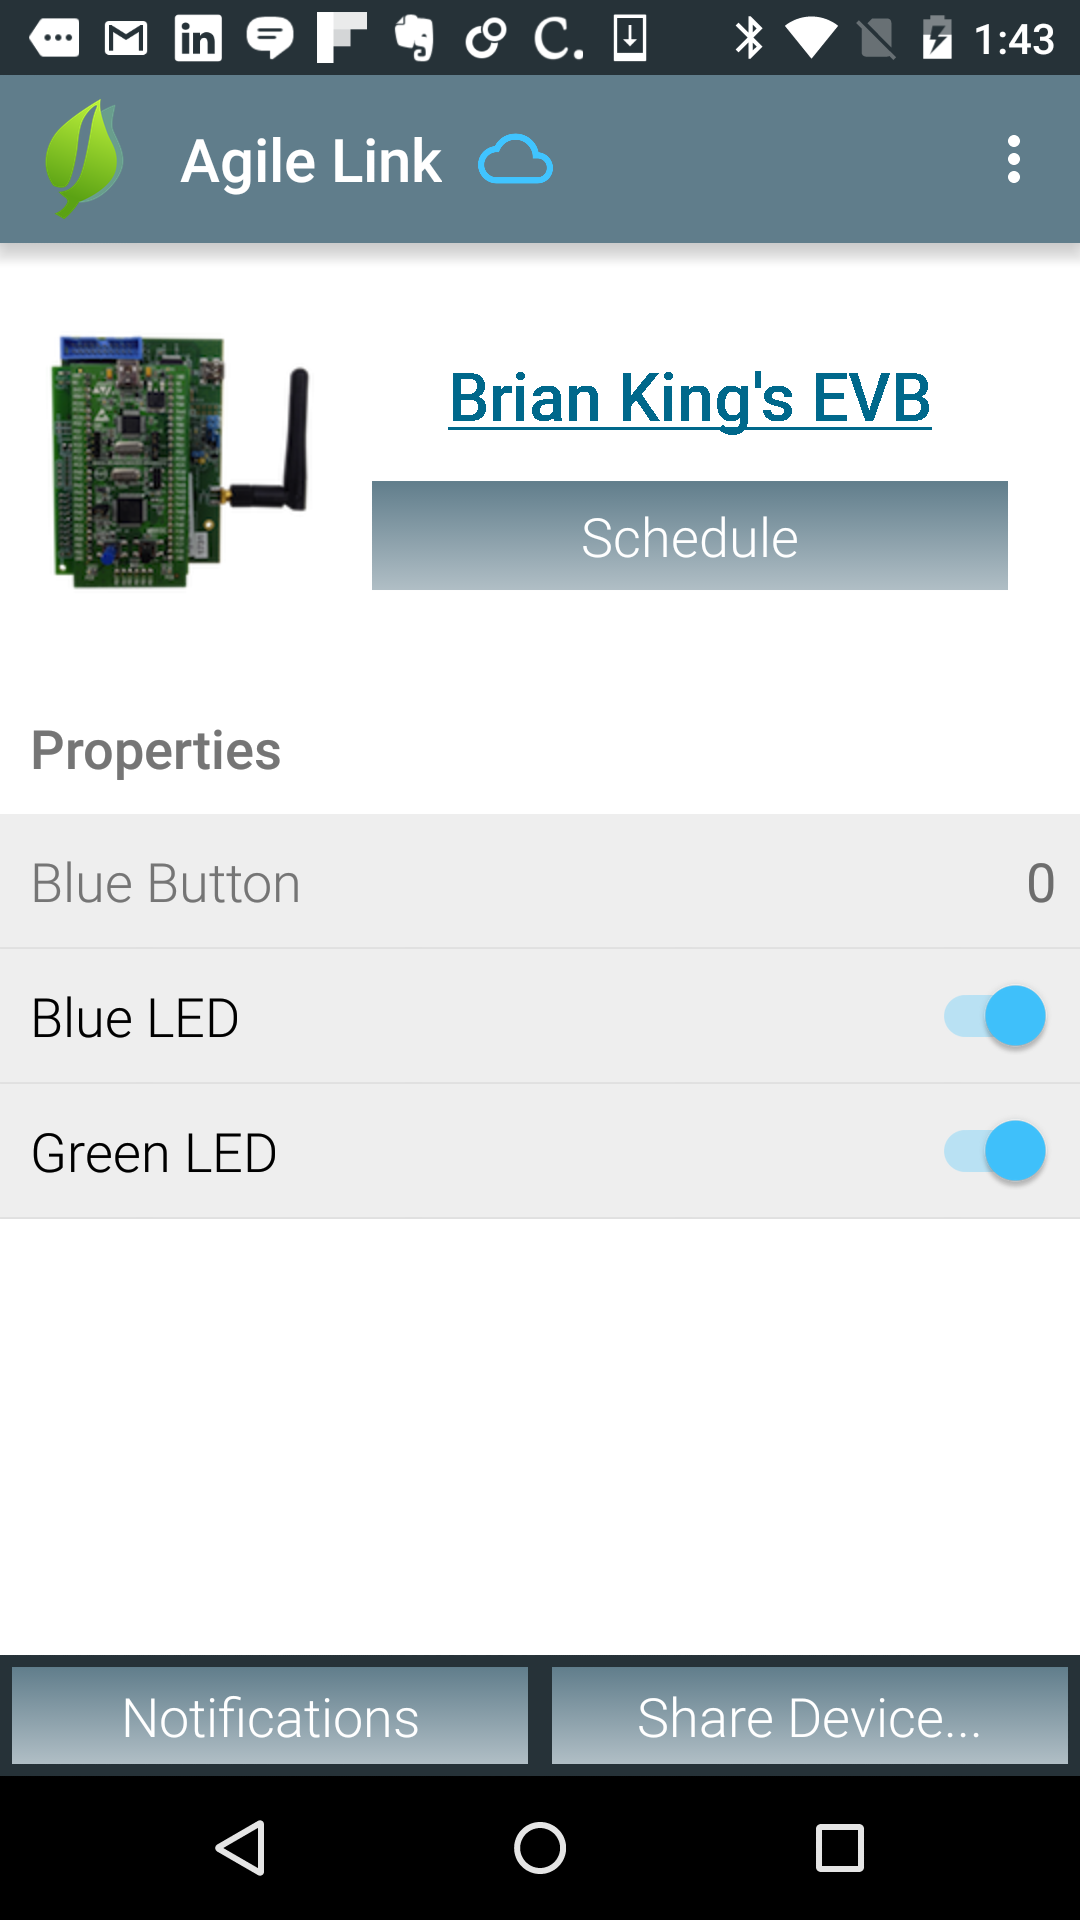 in
C.
1:43
Agile Link
Brian King's EVB
Schedule
Properties
Blue Button 0
Blue LED
Green LED
Notifications Share Device...